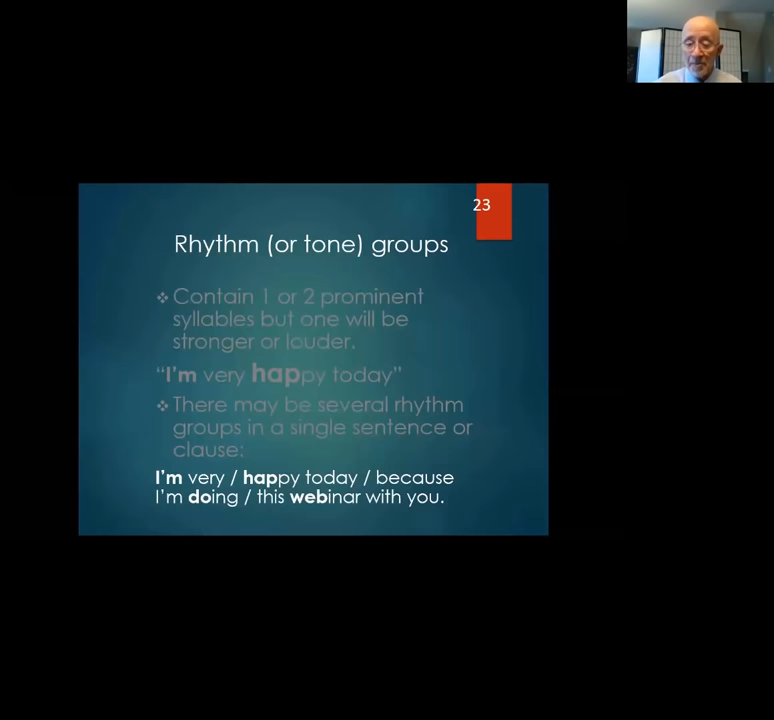 23
Rhythm (or tone) groups
❖ Contain 1 or 2 prominent
syllables but one will be
stronger or louder.
“I’m very happy today”
❖ There may be several rhythm
groups in a single sentence or
clause:
I’m very / happy today / because
I’m doing / this webinar with you.